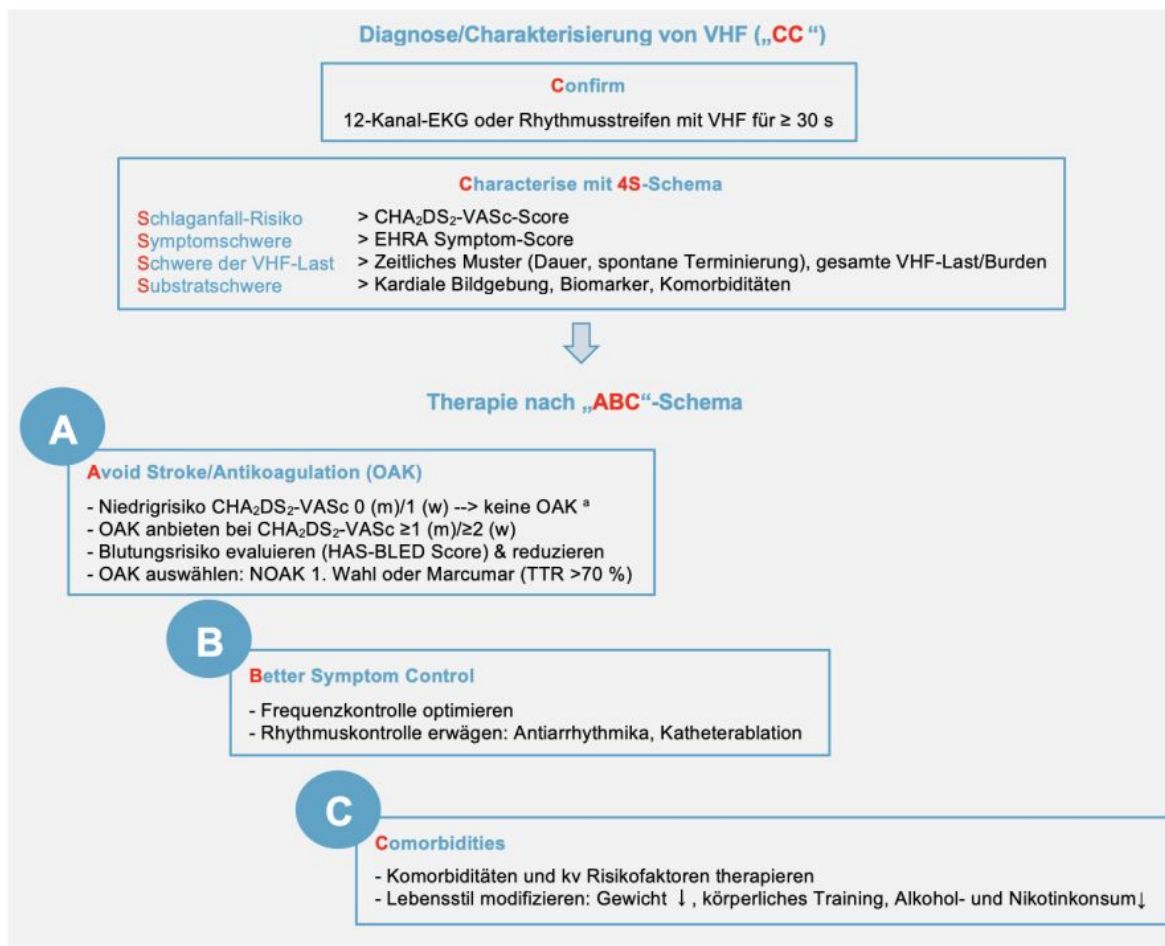 Diagnose/Charakterisierung von VHF („CC“)
Confirm
12-Kanal-EKG oder Rhythmusstreifen mit VHF für ≥ 30 s
Characterise mit 4S-Schema
Schlaganfall-Risiko > CHA₂DS₂-VASc-Score
Symptomschwere > EHRA Symptom-Score
Schwere der VHF-Last > Zeitliches Muster (Dauer, spontane Terminierung), gesamte VHF-Last/Burden
Substratschwere > Kardiale Bildgebung, Biomarker, Komorbiditäten
Therapie nach „ABC“-Schema
A
Avoid Stroke/Antikoagulation (OAK)
- Niedrigrisiko CHA₂DS₂-VASc 0 (m)/1 (w) --> keine OAK ᵃ
- OAK anbieten bei CHA₂DS₂-VASc ≥1 (m)/≥2 (w)
- Blutungsrisiko evaluieren (HAS-BLED Score) & reduzieren
- OAK auswählen: NOAK 1. Wahl oder Marcumar (TTR >70 %)
B
Better Symptom Control
- Frequenzkontrolle optimieren
- Rhythmuskontrolle erwägen: Antiarrhythmika, Katheterablation
C
Comorbidities
- Komorbiditäten und kv Risikofaktoren therapieren
- Lebensstil modifizieren: Gewicht ↓, körperliches Training, Alkohol- und Nikotinkonsum↓